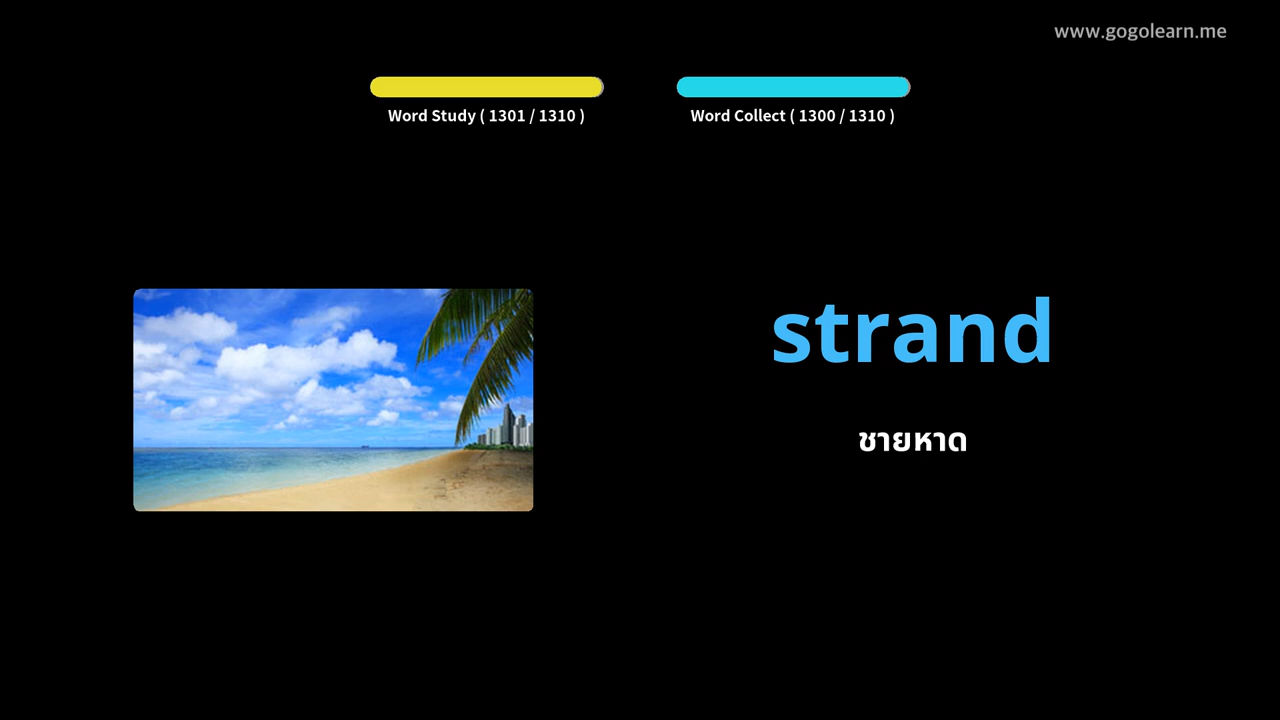 www.gogolearn.me
Word Study ( 1301 / 1310 )
Word Collect ( 1300 / 1310 )
strand
ชายหาด